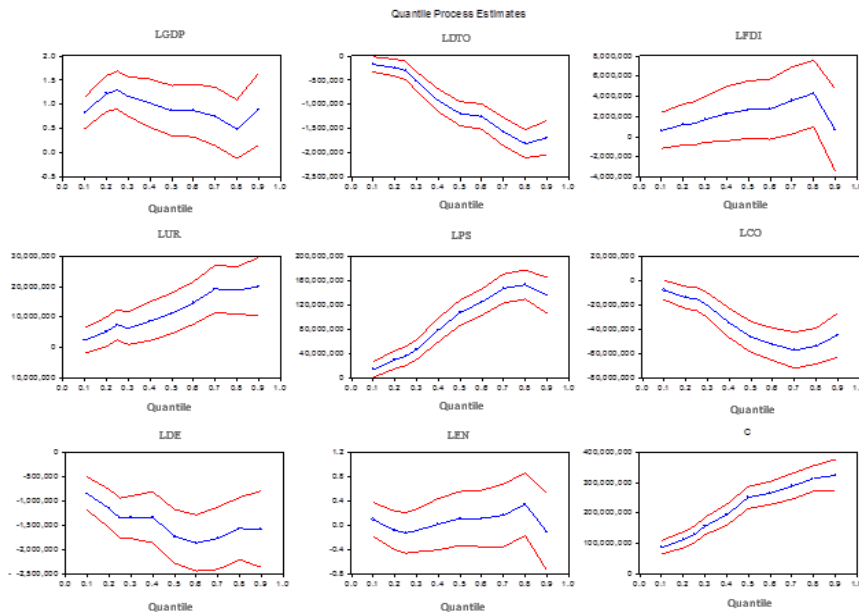 Quantile Process Estimates
LGDP
2.0
1.5
1.0
0.5
0.0
-0.5
0.0 0.1 0.2 0.3 0.4 0.5 0.6 0.7 0.8 0.9 1.0
Quantile
LDTO
0
-500,000
-1,000,000
-1,500,000
-2,000,000
-2,500,000
0.0 0.1 0.2 0.3 0.4 0.5 0.6 0.7 0.8 0.9 1.0
Quantile
LFDI
8,000,000
6,000,000
4,000,000
2,000,000
0
-2,000,000
-4,000,000
0.0 0.1 0.2 0.3 0.4 0.5 0.6 0.7 0.8 0.9 1.0
Quantile
LUR
30,000,000
20,000,000
10,000,000
0
10,000,000
0.0 0.1 0.2 0.3 0.4 0.5 0.6 0.7 0.8 0.9 1.0
Quantile
LPS
200,000,000
160,000,000
120,000,000
80,000,000
40,000,000
0
0.0 0.1 0.2 0.3 0.4 0.5 0.6 0.7 0.8 0.9 1.0
Quantile
LCO
20,000,000
0
-20,000,000
-40,000,000
-60,000,000
-80,000,000
0.0 0.1 0.2 0.3 0.4 0.5 0.6 0.7 0.8 0.9 1.0
Quantile
LDE
0
-500,000
-1,000,000
-1,500,000
-2,000,000
-2,500,000
0.0 0.1 0.2 0.3 0.4 0.5 0.6 0.7 0.8 0.9 1.0
Quantile
LEN
1.2
0.8
0.4
0.0
-0.4
-0.8
0.0 0.1 0.2 0.3 0.4 0.5 0.6 0.7 0.8 0.9 1.0
Quantile
C
400,000,000
300,000,000
200,000,000
100,000,000
0
0.0 0.1 0.2 0.3 0.4 0.5 0.6 0.7 0.8 0.9 1.0
Quantile